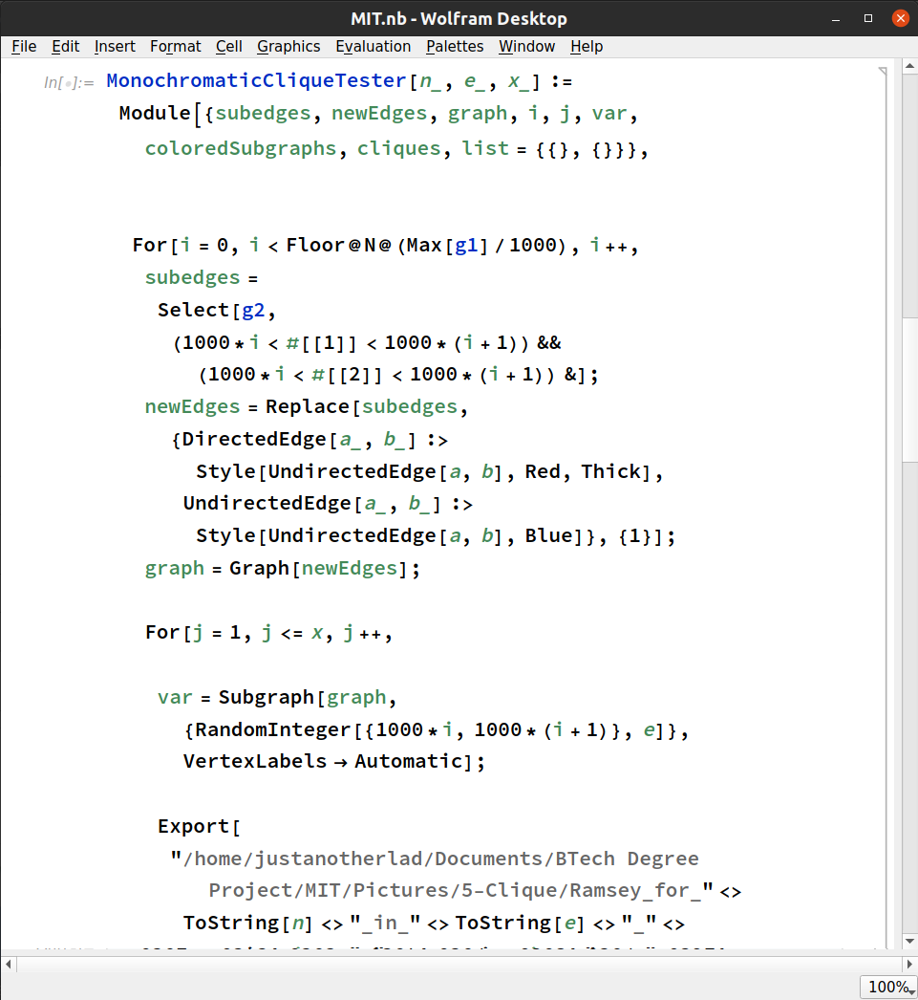 MIT.nb - Wolfram Desktop
File Edit Insert Format Cell Graphics Evaluation Palettes Window Help
In[◦]:= MonochromaticCliqueTester[n_, e_, x_] :=
Module[{subedges, newEdges, graph, i, j, var,
coloredSubgraphs, cliques, list = {{}, {}}},
For[i = 0, i < Floor@N@(Max[g1] / 1000), i++,
subedges =
Select[g2,
(1000 * i < #[[1]] < 1000 * (i + 1)) &&
(1000 * i < #[[2]] < 1000 * (i + 1)) &];
newEdges = Replace[subedges,
{DirectedEdge[a_, b_] :>
Style[UndirectedEdge[a, b], Red, Thick],
UndirectedEdge[a_, b_] :>
Style[UndirectedEdge[a, b], Blue]}, {1}];
graph = Graph[newEdges];
For[j = 1, j <= x, j++,
var = Subgraph[graph,
{RandomInteger[{1000 * i, 1000 * (i + 1)}, e]},
VertexLabels → Automatic];
Export[
"/home/justanotherlad/Documents/BTech Degree
Project/MIT/Pictures/5-Clique/Ramsey_for_" <>
ToString[n] <> "_in_" <> ToString[e] <> "_" <>
100%